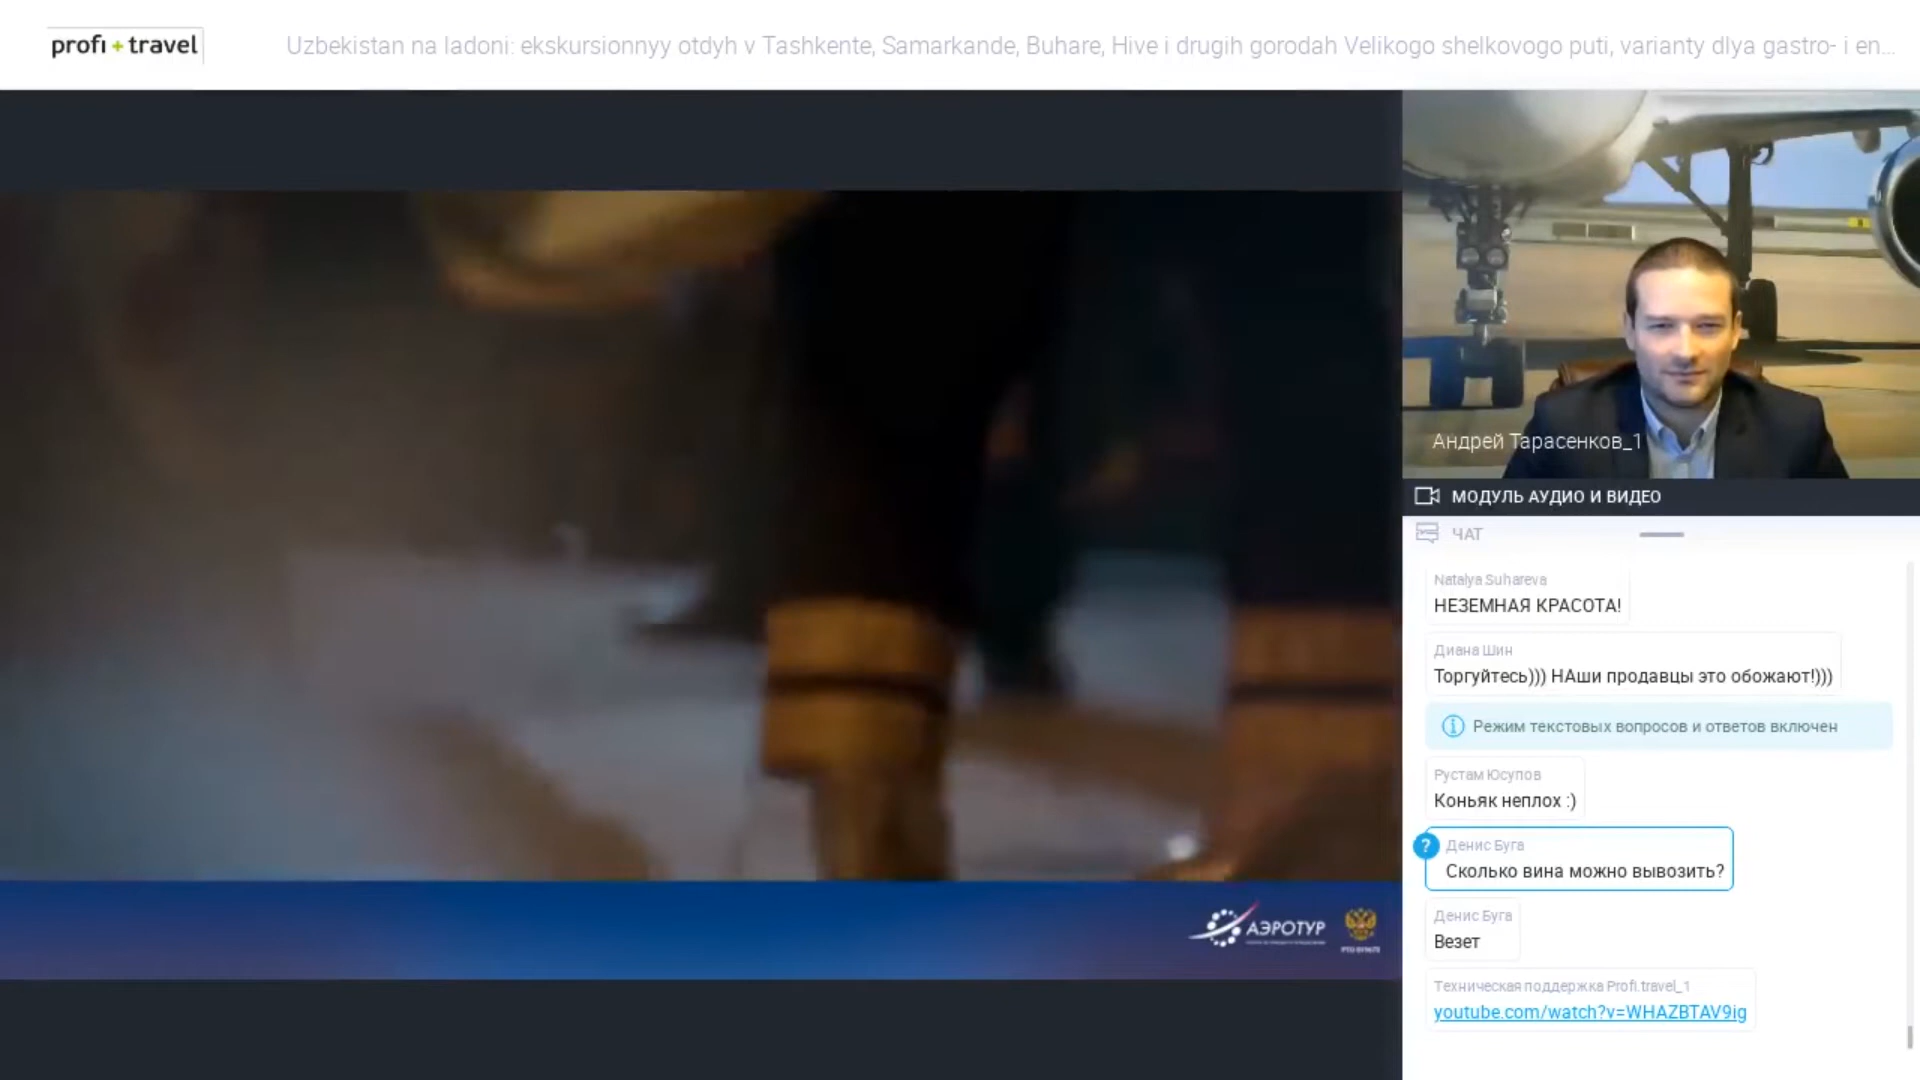 profi + travel
Uzbekistan na ladoni: ekskursionnyy otdyh v Tashkente, Samarkande, Buhare, Hive i drugih gorodah Velikogo shelkovogo puti, varianty dlya gastro- i en...
Андрей Тарасенков_1
МОДУЛЬ АУДИО И ВИДЕО
ЧАТ
Natalya Suhareva
НЕЗЕМНАЯ КРАСОТА!
Диана Шин
Торгуйтесь))) НАши продавцы это обожают!)))
Режим текстовых вопросов и ответов включен
Рустам Юсупов
Коньяк неплох :)
?
Денис Буга
Сколько вина можно вывозить?
Денис Буга
Везет
Техническая поддержка Profi.travel_1
youtube.com/watch?v=WHAZBTAV9ig
АЭРОТУР